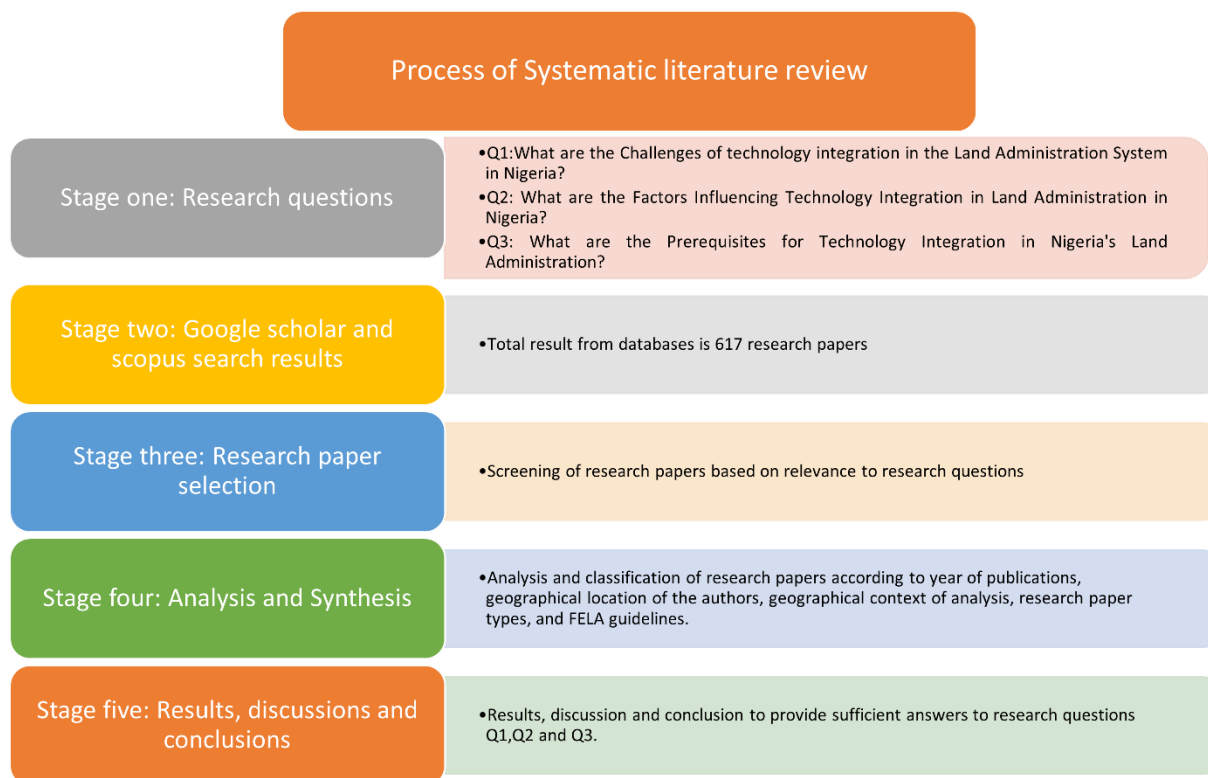 Process of Systematic literature review
Stage one: Research questions
•Q1:What are the Challenges of technology integration in the Land Administration System
in Nigeria?
•Q2: What are the Factors Influencing Technology Integration in Land Administration in
Nigeria?
•Q3: What are the Prerequisites for Technology Integration in Nigeria's Land
Administration?
Stage two: Google scholar and
scopus search results
•Total result from databases is 617 research papers
Stage three: Research paper
selection
•Screening of research papers based on relevance to research questions
Stage four: Analysis and Synthesis
•Analysis and classification of research papers according to year of publications,
geographical location of the authors, geographical context of analysis, research paper
types, and FELA guidelines.
Stage five: Results, discussions and
conclusions
•Results, discussion and conclusion to provide sufficient answers to research questions
Q1,Q2 and Q3.